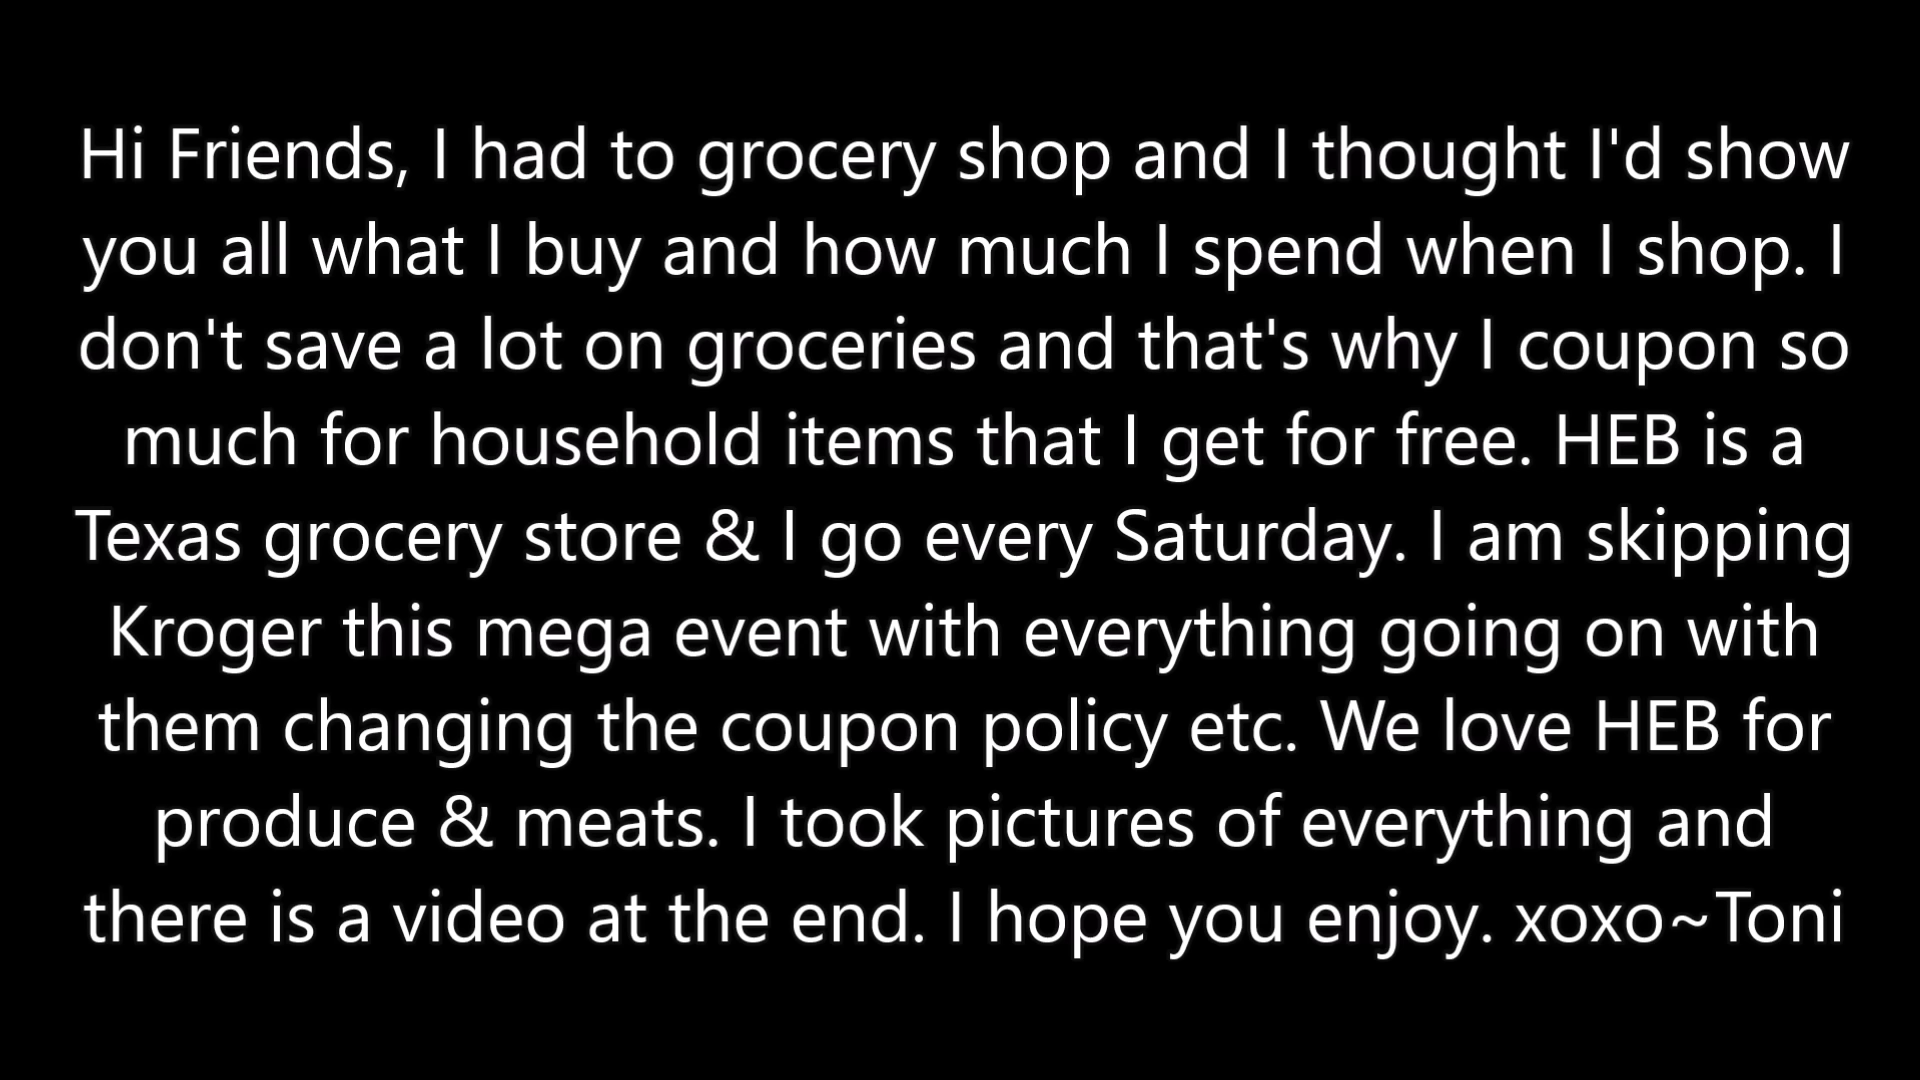 Hi Friends, I had to grocery shop and I thought I'd show
you all what I buy and how much I spend when I shop. I
don't save a lot on groceries and that's why I coupon so
much for household items that I get for free. HEB is a
Texas grocery store & I go every Saturday. I am skipping
Kroger this mega event with everything going on with
them changing the coupon policy etc. We love HEB for
produce & meats. I took pictures of everything and
there is a video at the end. I hope you enjoy. xoxo~Toni